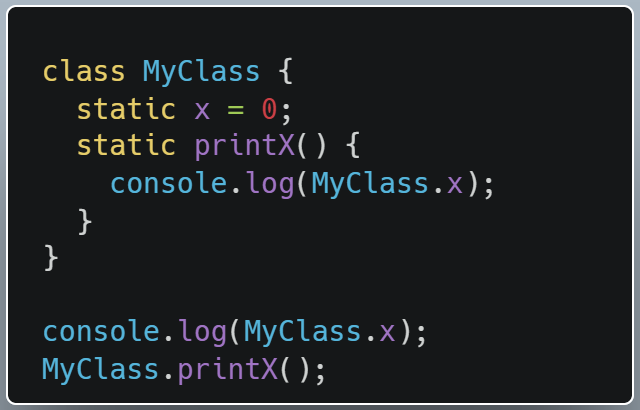 class MyClass {
  static x = 0;
  static printX() {
    console.log(MyClass.x);
  }
}

console.log(MyClass.x);
MyClass.printX();